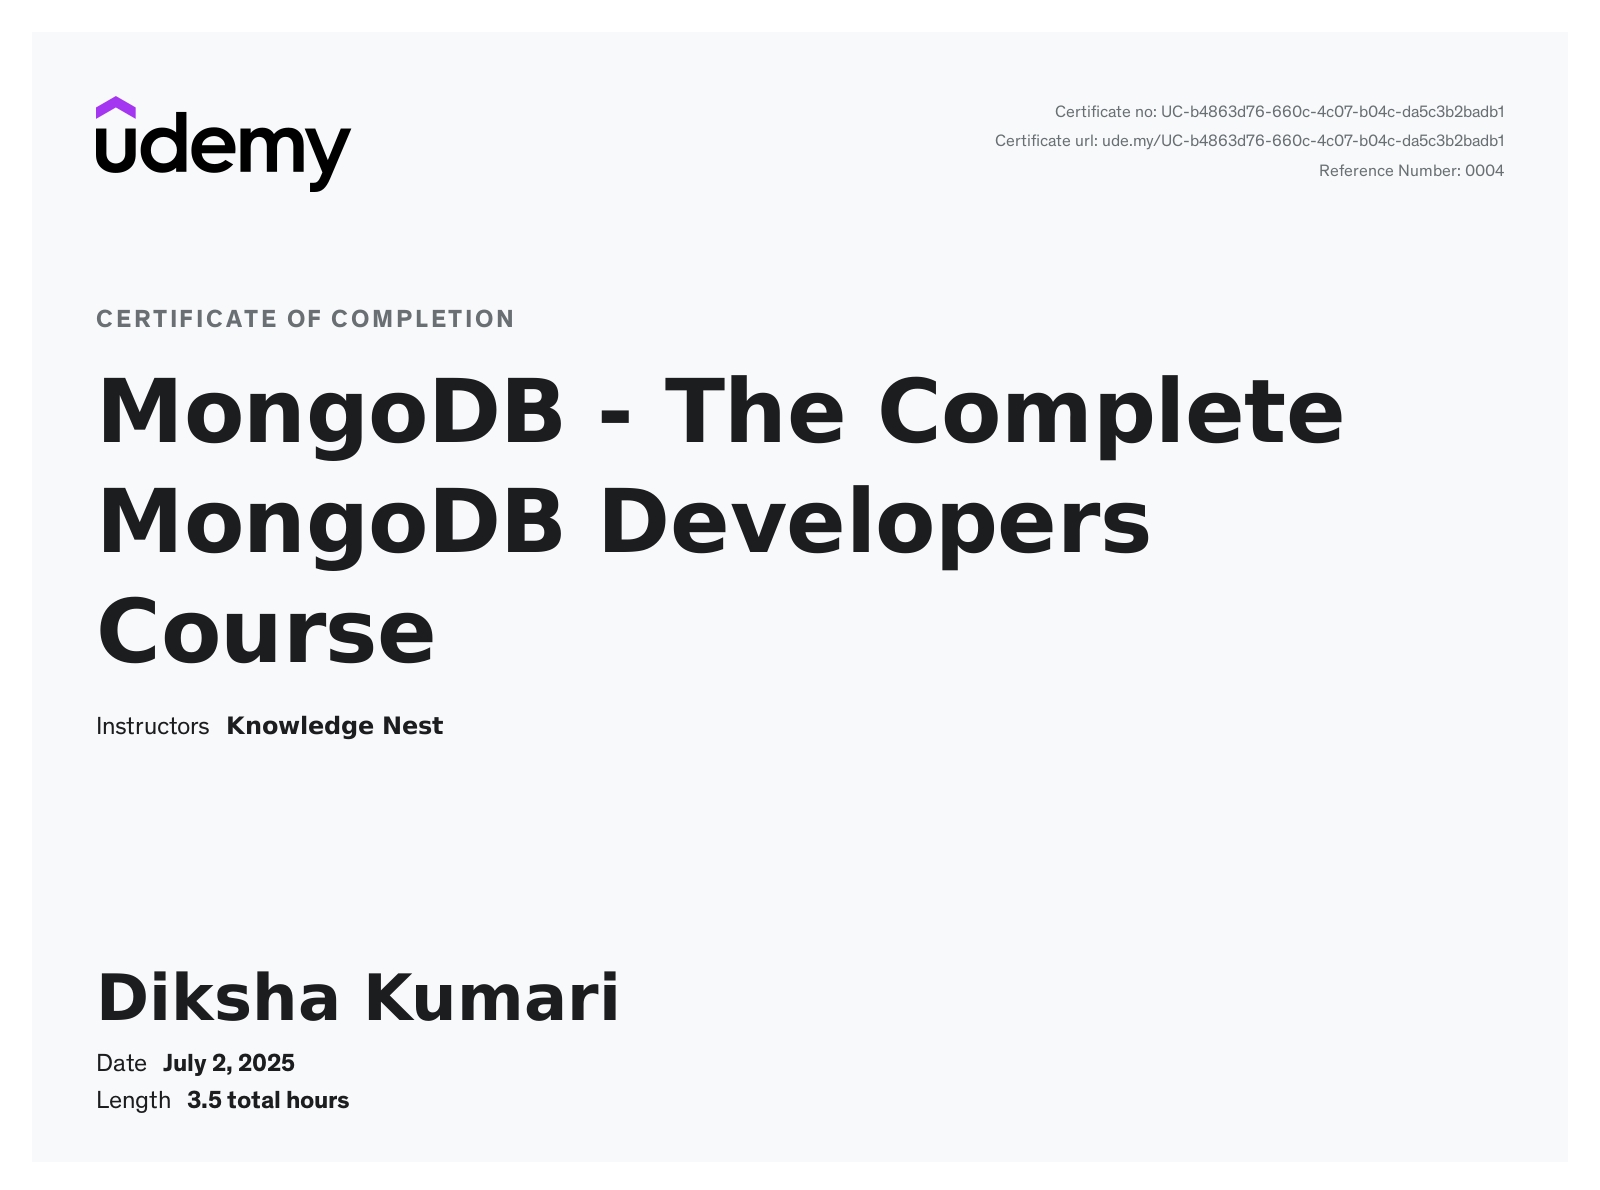 udemy
Certificate no: UC-b4863d76-660c-4c07-b04c-da5c3b2badb1
Certificate url: ude.my/UC-b4863d76-660c-4c07-b04c-da5c3b2badb1
Reference Number: 0004
CERTIFICATE OF COMPLETION
MongoDB - The Complete
MongoDB Developers
Course
Instructors Knowledge Nest
Diksha Kumari
Date July 2, 2025
Length 3.5 total hours